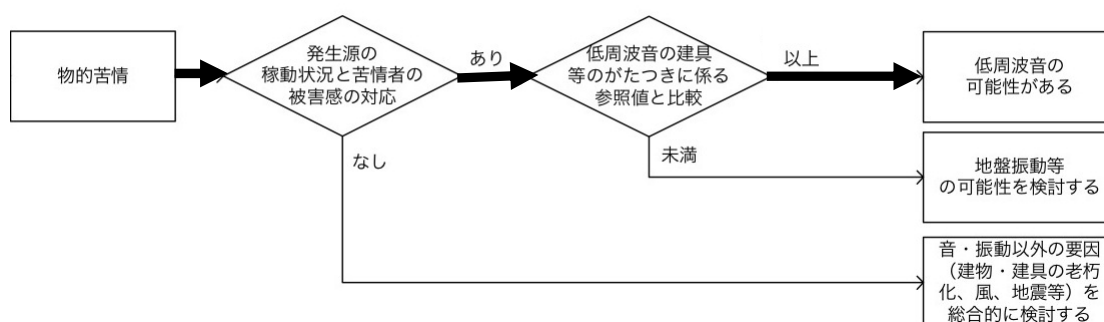 物的苦情
発生源の
稼動状況と苦情者の
被害感の対応
あり
低周波音の建具
等のがたつきに係る
参照値と比較
以上
低周波音の
可能性がある
なし
未満
地盤振動等
の可能性を検討する
音・振動以外の要因
（建物・建具の老朽
化、風、地震等）を
総合的に検討する